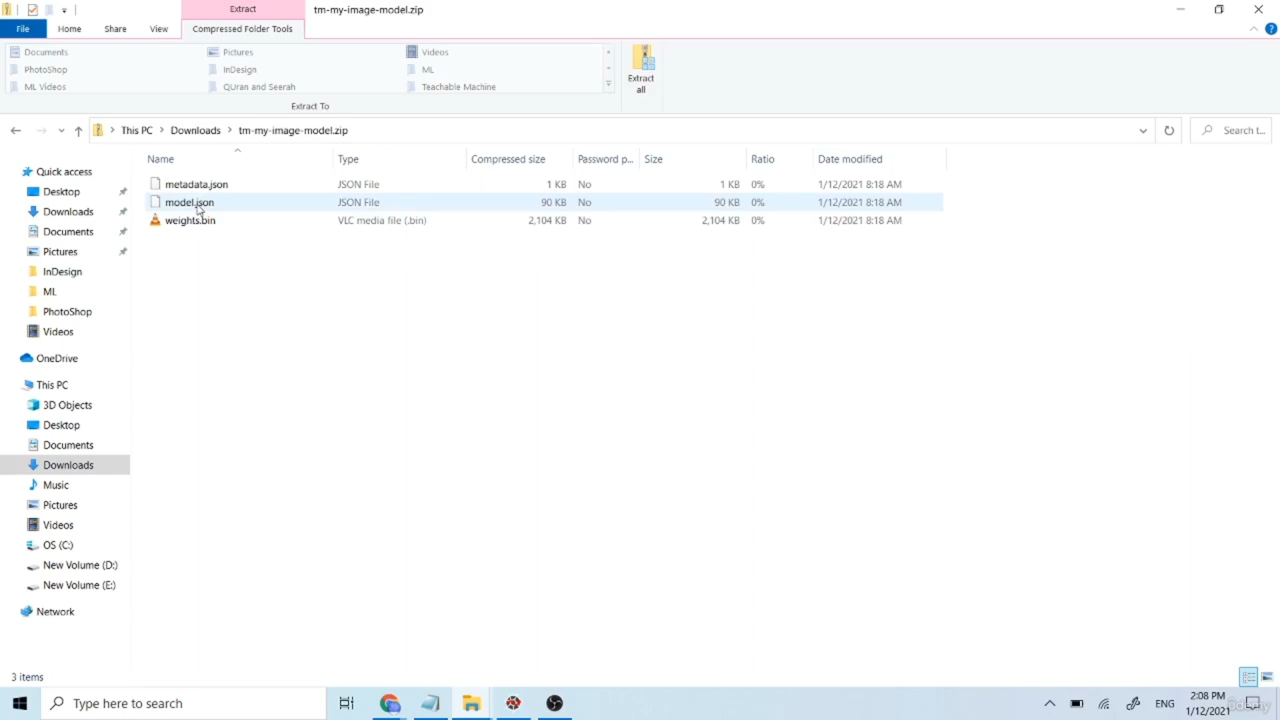 Extract
tm-my-image-model.zip
File
Home
Share
View
Compressed Folder Tools
Documents
Pictures
Videos
PhotoShop
InDesign
ML
ML Videos
QUran and Seerah
Teachable Machine
Extract all
Extract To
This PC
Downloads
tm-my-image-model.zip
Search t...
Name
Type
Compressed size
Password p...
Size
Ratio
Date modified
metadata.json JSON File 1 KB No 1 KB 0% 1/12/2021 8:18 AM
model.json JSON File 90 KB No 90 KB 0% 1/12/2021 8:18 AM
weights.bin VLC media file (.bin) 2,104 KB No 2,104 KB 0% 1/12/2021 8:18 AM
Quick access
Desktop
Downloads
Documents
Pictures
InDesign
ML
PhotoShop
Videos
OneDrive
This PC
3D Objects
Desktop
Documents
Downloads
Music
Pictures
Videos
OS (C:)
New Volume (D:)
New Volume (E:)
Network
3 items
Type here to search
ENG
2:08 PM
1/12/2021
Udemy